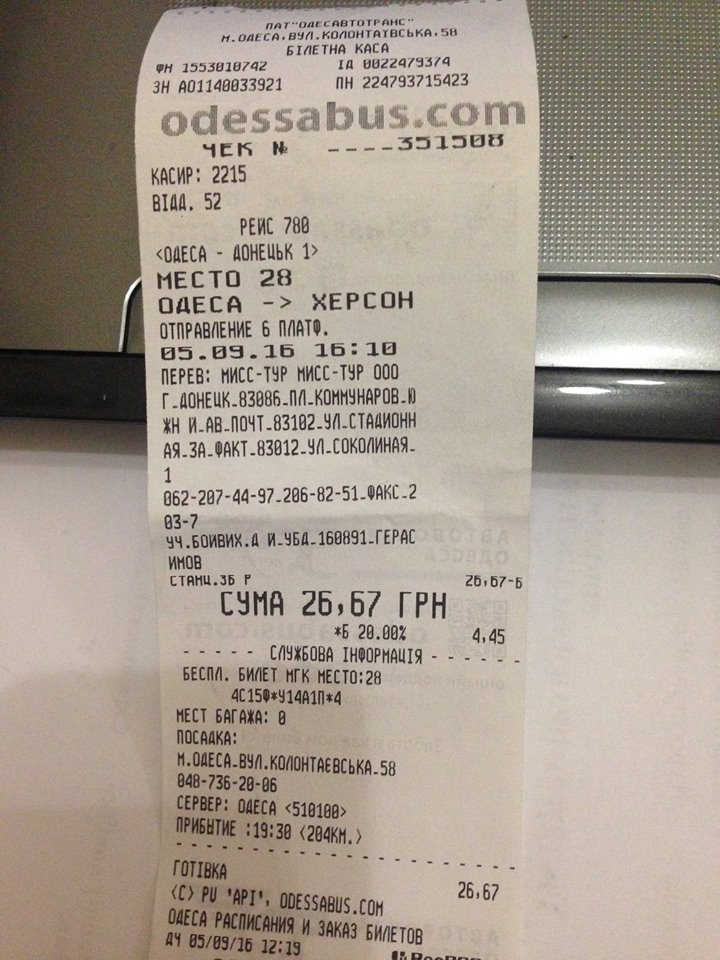 ПАТ"ОДЕСАВТОТРАНС"
М.ОДЕСА,ВУЛ.КОЛОНТАЇВСЬКА,58
БІЛЕТНА КАСА
ФН 1553010742 ІД 0022479374
ЗН АО1140033921 ПН 224793715423
odessabus.com
ЧЕК № ----351508
КАСИР: 2215
ВІДД. 52
РЕЙС 780
<ОДЕСА - ДОНЕЦЬК 1>
МЕСТО 28
ОДЕСА -> ХЕРСОН
ОТПРАВЛЕНИЕ 6 ПЛАТФ.
05.09.16 16:10
ПЕРЕВ: МИСС-ТУР МИСС-ТУР ООО
Г_ДОНЕЦК_83086_ПЛ_КОММУНАРОВ_Ю
ЖН И_АВ_ПОЧТ_83102_УЛ_СТАДИОНН
АЯ_ЗА_ФАКТ_83012_УЛ_СОКОЛИНАЯ_
1
062-207-44-97_206-82-51_ФАКС_2
03-7
УЧ.БОЙВИХ.Д И_УБД_160891_ГЕРАС
ИМОВ
СТАНЦ.ЗБ Р 26,67-Б
СУМА 26,67 ГРН
*Б 20.00% 4,45
- - - - - СЛУЖБОВА ІНФОРМАЦІЯ - - - - - -
БЕСПЛ. БИЛЕТ МГК МЕСТО:28
4С15Ф*У14А1П*4
МЕСТ БАГАЖА: 0
ПОСАДКА:
М.ОДЕСА_ВУЛ.КОЛОНТАЄВСЬКА_58
048-736-20-06
СЕРВЕР: ОДЕСА <510100>
ПРИБЫТИЕ :19:30 (204КМ.)
ГОТІВКА 26,67
<C> PU 'API', ODESSABUS.COM
ОДЕСА РАСПИСАНИЯ И ЗАКАЗ БИЛЕТОВ
ДЧ 05/09/16 12:19